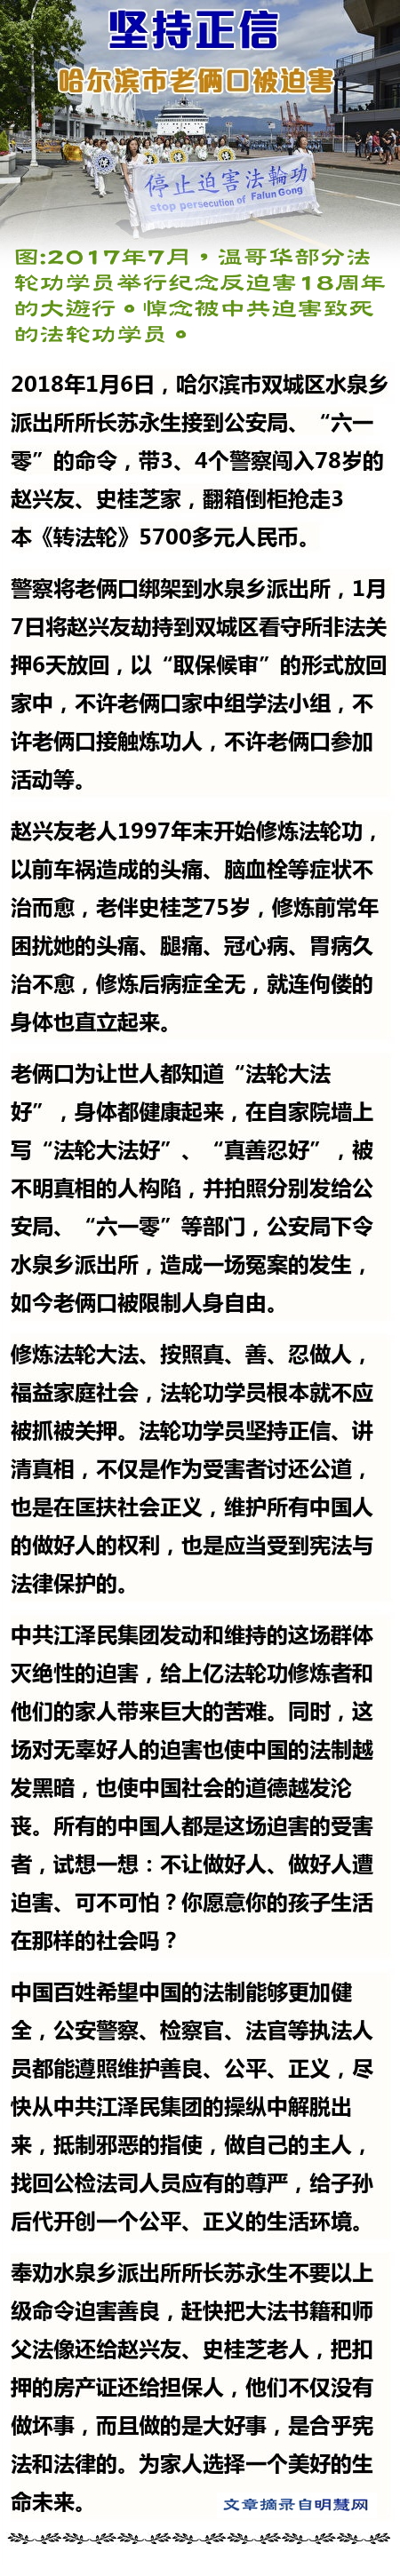 坚持正信
哈尔滨市老俩口被迫害
停止迫害法輪功
stop persecution of Falun Gong
图:2017年7月，温哥华部分法
轮功学员举行纪念反迫害18周年
的大遊行。悼念被中共迫害致死
的法轮功学员。
2018年1月6日，哈尔滨市双城区水泉乡
派出所所长苏永生接到公安局、“六一
零”的命令，带3、4个警察闯入78岁的
赵兴友、史桂芝家，翻箱倒柜抢走3
本《转法轮》5700多元人民币。
警察将老俩口绑架到水泉乡派出所，1月
7日将赵兴友劫持到双城区看守所非法关
押6天放回，以“取保候审”的形式放回
家中，不许老俩口家中组学法小组，不
许老俩口接触炼功人，不许老俩口参加
活动等。
赵兴友老人1997年末开始修炼法轮功，
以前车祸造成的头痛、脑血栓等症状不
治而愈，老伴史桂芝75岁，修炼前常年
困扰她的头痛、腿痛、冠心病、胃病久
治不愈，修炼后病症全无，就连佝偻的
身体也直立起来。
老俩口为让世人都知道“法轮大法
好”，身体都健康起来，在自家院墙上
写“法轮大法好”、“真善忍好”，被
不明真相的人构陷，并拍照分别发给公
安局、“六一零”等部门，公安局下令
水泉乡派出所，造成一场冤案的发生，
如今老俩口被限制人身自由。
修炼法轮大法、按照真、善、忍做人，
福益家庭社会，法轮功学员根本就不应
被抓被关押。法轮功学员坚持正信、讲
清真相，不仅是作为受害者讨还公道，
也是在匡扶社会正义，维护所有中国人
的做好人的权利，也是应当受到宪法与
法律保护的。
中共江泽民集团发动和维持的这场群体
灭绝性的迫害，给上亿法轮功修炼者和
他们的家人带来巨大的苦难。同时，这
场对无辜好人的迫害也使中国的法制越
发黑暗，也使中国社会的道德越发沦
丧。所有的中国人都是这场迫害的受害
者，试想一想：不让做好人、做好人遭
迫害、可不可怕？你愿意你的孩子生活
在那样的社会吗？
中国百姓希望中国的法制能够更加健
全，公安警察、检察官、法官等执法人
员都能遵照维护善良、公平、正义，尽
快从中共江泽民集团的操纵中解脱出
来，抵制邪恶的指使，做自己的主人，
找回公检法司人员应有的尊严，给子孙
后代开创一个公平、正义的生活环境。
奉劝水泉乡派出所所长苏永生不要以上
级命令迫害善良，赶快把大法书籍和师
父法像还给赵兴友、史桂芝老人，把扣
押的房产证还给担保人，他们不仅没有
做坏事，而且做的是大好事，是合乎宪
法和法律的。为家人选择一个美好的生
命未来。
文章摘录自明慧网